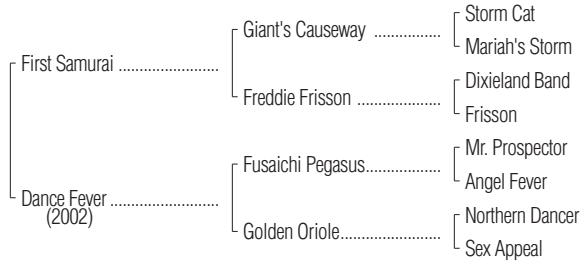 Storm Cat
Giant's Causeway ................
Mariah's Storm
First Samurai ....................
Dixieland Band
Freddie Frisson .................
Frisson
Mr. Prospector
Fusaichi Pegasus...............
Angel Fever
Dance Fever ......................
(2002)
Northern Dancer
Golden Oriole....................
Sex Appeal